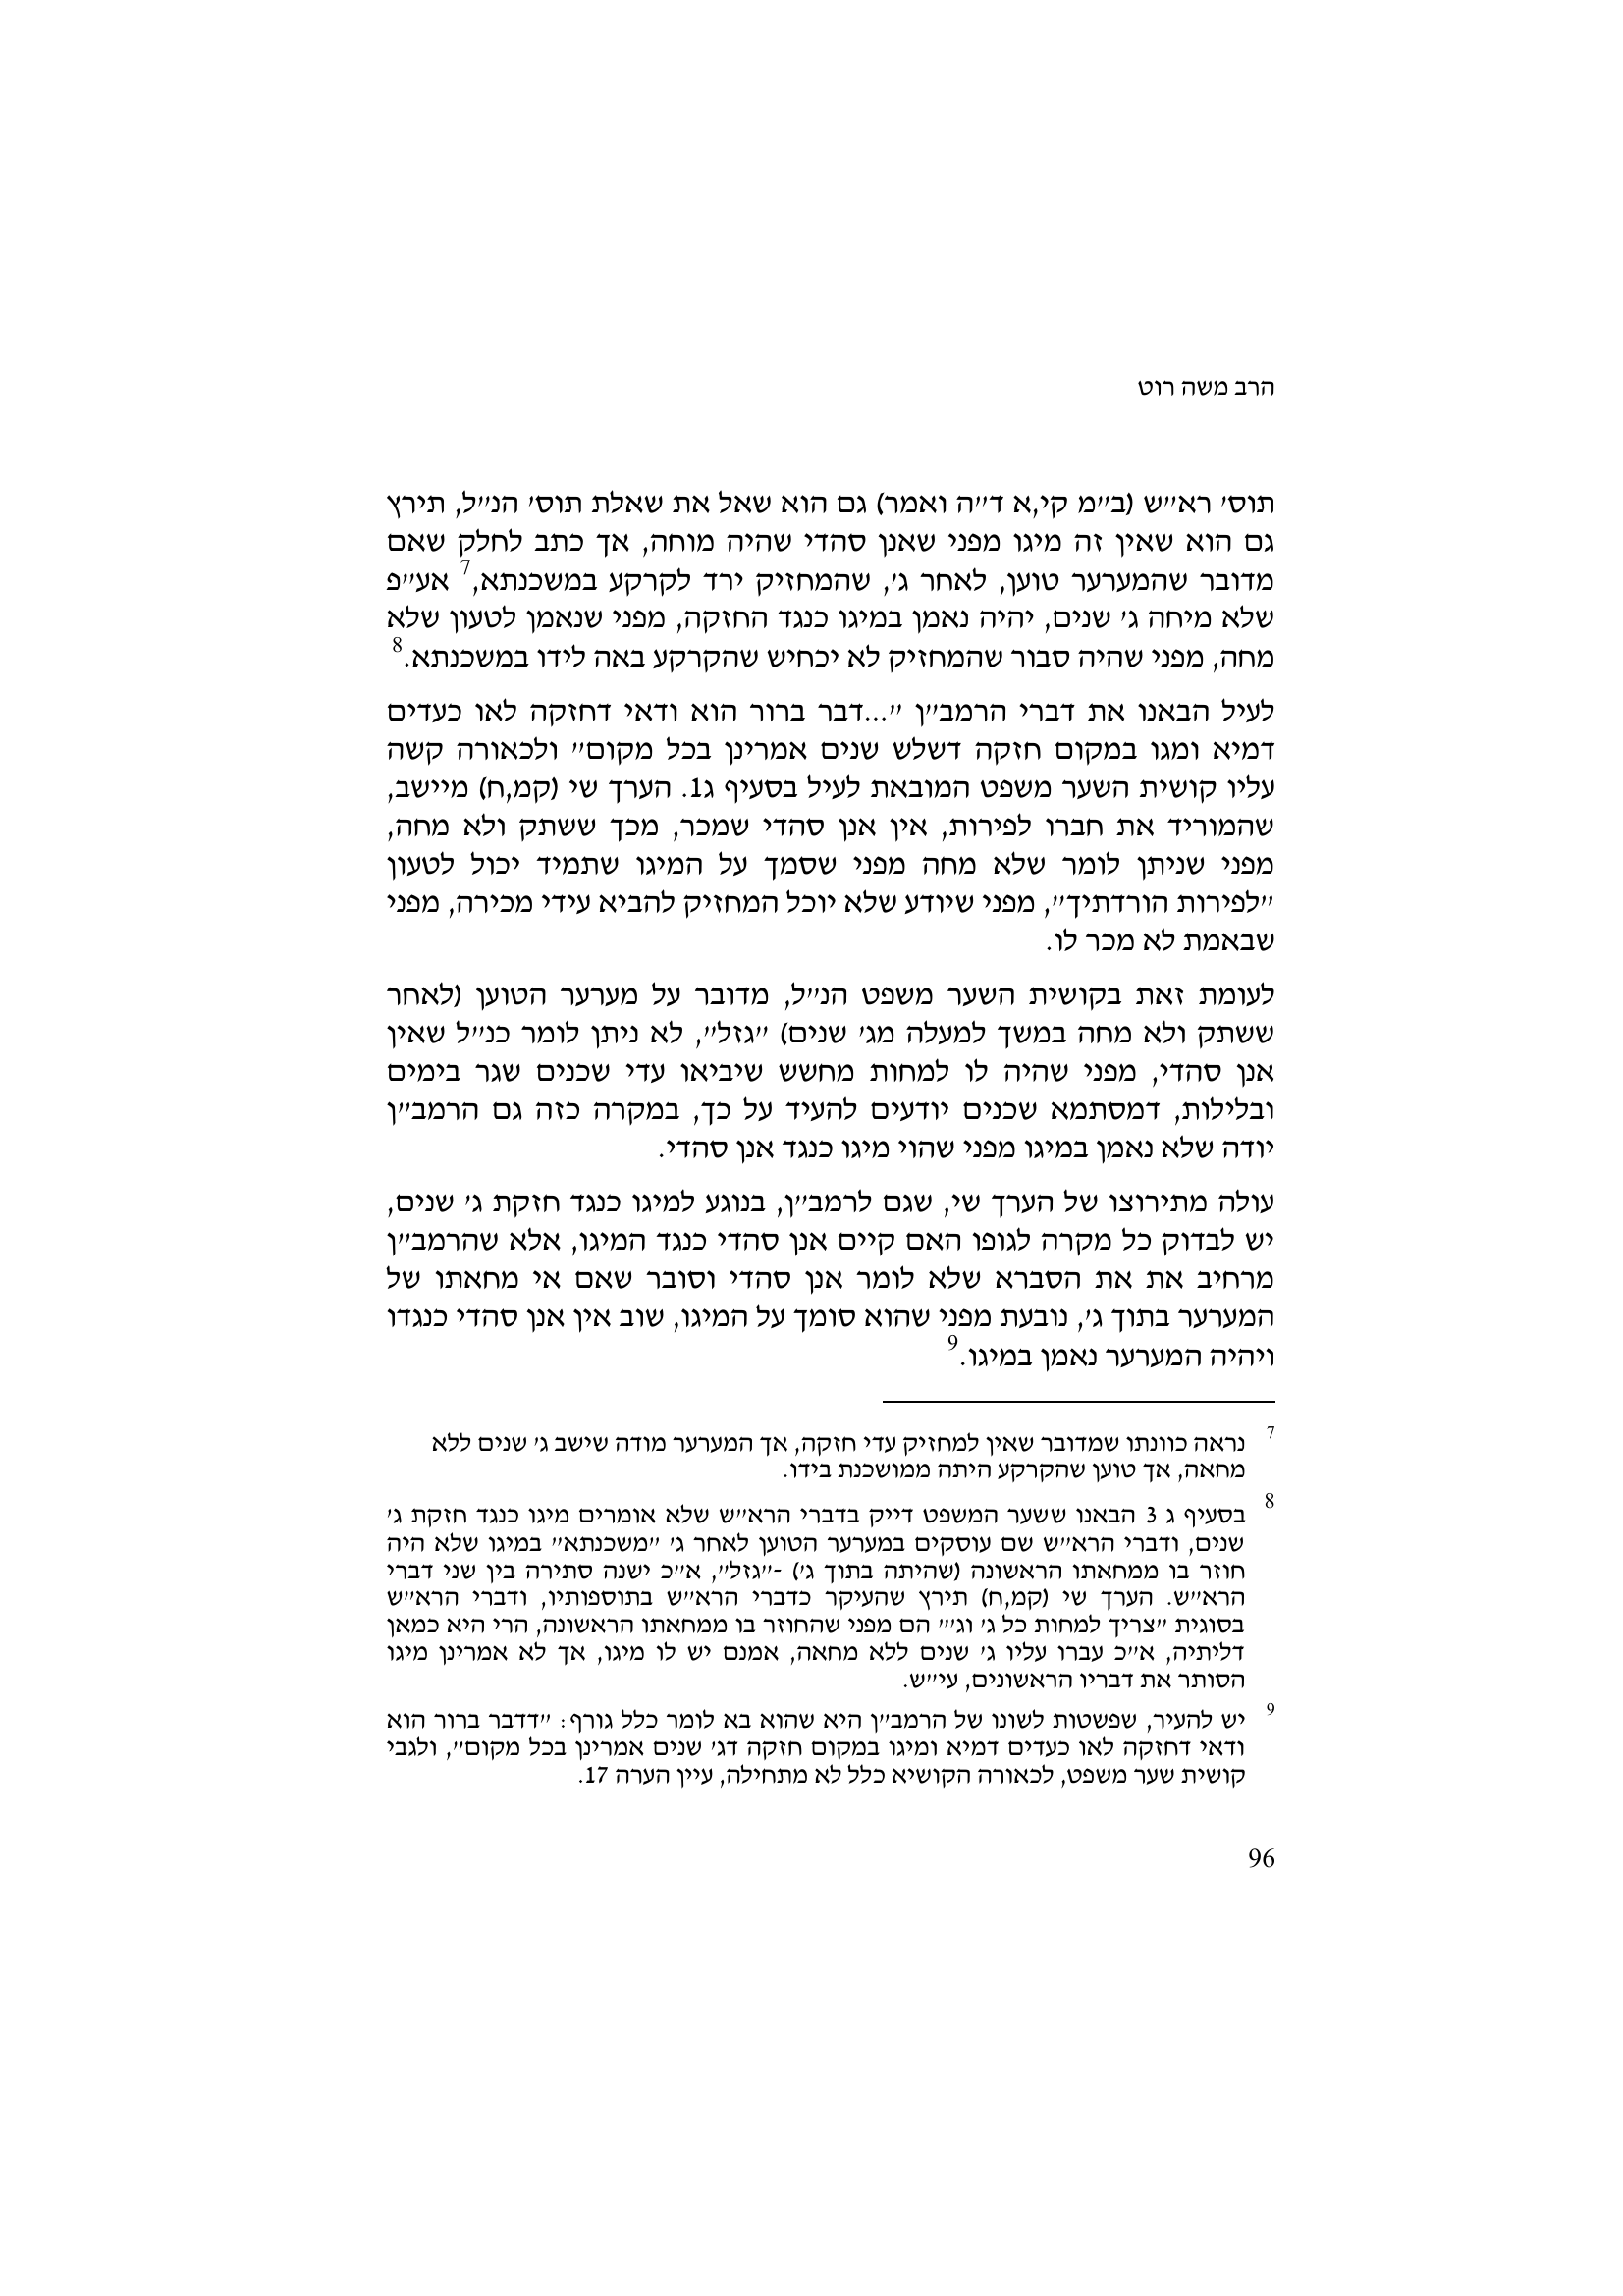 הרב משה רוט
תוס' רא"ש (ב"מ קי,א ד"ה ואמר) גם הוא שאל את שאלת תוס' הנ"ל, תירץ
גם הוא שאין זה מיגו מפני שאנן סהדי שהיה מוחה, אך כתב לחלק שאם
מדובר שהמערער טוען, לאחר ג', שהמחזיק ירד לקרקע במשכנתא,7 אע"פ
שלא מיחה ג' שנים, יהיה נאמן במיגו כנגד החזקה, מפני שנאמן לטעון שלא
מחה, מפני שהיה סבור שהמחזיק לא יכחיש שהקרקע באה לידו במשכנתא.8
לעיל הבאנו את דברי הרמב"ן "...דבר ברור הוא ודאי דחזקה לאו כעדים
דמיא ומגו במקום חזקה דשלש שנים אמרינן בכל מקום" ולכאורה קשה
עליו קושית השער משפט המובאת לעיל בסעיף ג1. הערך שי (קמ,ח) מיישב,
שהמוריד את חברו לפירות, אין אנן סהדי שמכר, מכך ששתק ולא מחה,
מפני שניתן לומר שלא מחה מפני שסמך על המיגו שתמיד יכול לטעון
"לפירות הורדתיך", מפני שיודע שלא יוכל המחזיק להביא עידי מכירה, מפני
שבאמת לא מכר לו.
לעומת זאת בקושית השער משפט הנ"ל, מדובר על מערער הטוען (לאחר
ששתק ולא מחה במשך למעלה מג' שנים) "גזל", לא ניתן לומר כנ"ל שאין
אנן סהדי, מפני שהיה לו למחות מחשש שיביאו עדי שכנים שגר בימים
ובלילות, דמסתמא שכנים יודעים להעיד על כך, במקרה כזה גם הרמב"ן
יודה שלא נאמן במיגו מפני שהוי מיגו כנגד אנן סהדי.
עולה מתירוצו של הערך שי, שגם לרמב"ן, בנוגע למיגו כנגד חזקת ג' שנים,
יש לבדוק כל מקרה לגופו האם קיים אנן סהדי כנגד המיגו, אלא שהרמב"ן
מרחיב את את הסברא שלא לומר אנן סהדי וסובר שאם אי מחאתו של
המערער בתוך ג', נובעת מפני שהוא סומך על המיגו, שוב אין אנן סהדי כנגדו
ויהיה המערער נאמן במיגו.9
7 נראה כוונתו שמדובר שאין למחזיק עדי חזקה, אך המערער מודה שישב ג' שנים ללא
מחאה, אך טוען שהקרקע היתה ממושכנת בידו.
8 בסעיף ג 3 הבאנו ששער המשפט דייק בדברי הרא"ש שלא אומרים מיגו כנגד חזקת ג'
שנים, ודברי הרא"ש שם עוסקים במערער הטוען לאחר ג' "משכנתא" במיגו שלא היה
חוזר בו ממחאתו הראשונה (שהיתה בתוך ג') -"גזל", א"כ ישנה סתירה בין שני דברי
הרא"ש. הערך שי (קמ,ח) תירץ שהעיקר כדברי הרא"ש בתוספותיו, ודברי הרא"ש
בסוגית "צריך למחות כל ג' וג'" הם מפני שהחוזר בו ממחאתו הראשונה, הרי היא כמאן
דליתיה, א"כ עברו עליו ג' שנים ללא מחאה, אמנם יש לו מיגו, אך לא אמרינן מיגו
הסותר את דבריו הראשונים, עי"ש.
9 יש להעיר, שפשטות לשונו של הרמב"ן היא שהוא בא לומר כלל גורף: "דדבר ברור הוא
ודאי דחזקה לאו כעדים דמיא ומיגו במקום חזקה דג' שנים אמרינן בכל מקום", ולגבי
קושית שער משפט, לכאורה הקושיא כלל לא מתחילה, עיין הערה 17.
96